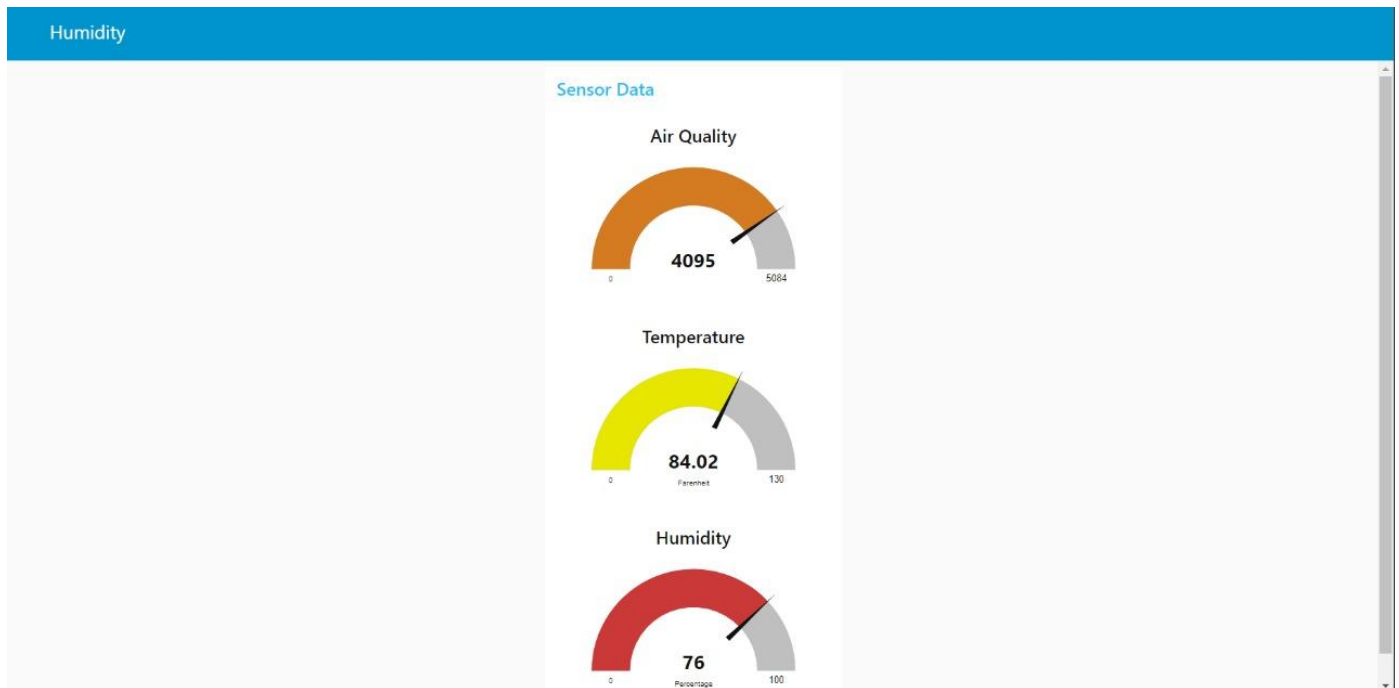 Humidity
Sensor Data
Air Quality
4095
0 5084
Temperature
84.02
0 Farenheit 130
Humidity
76
0 Percentage 100